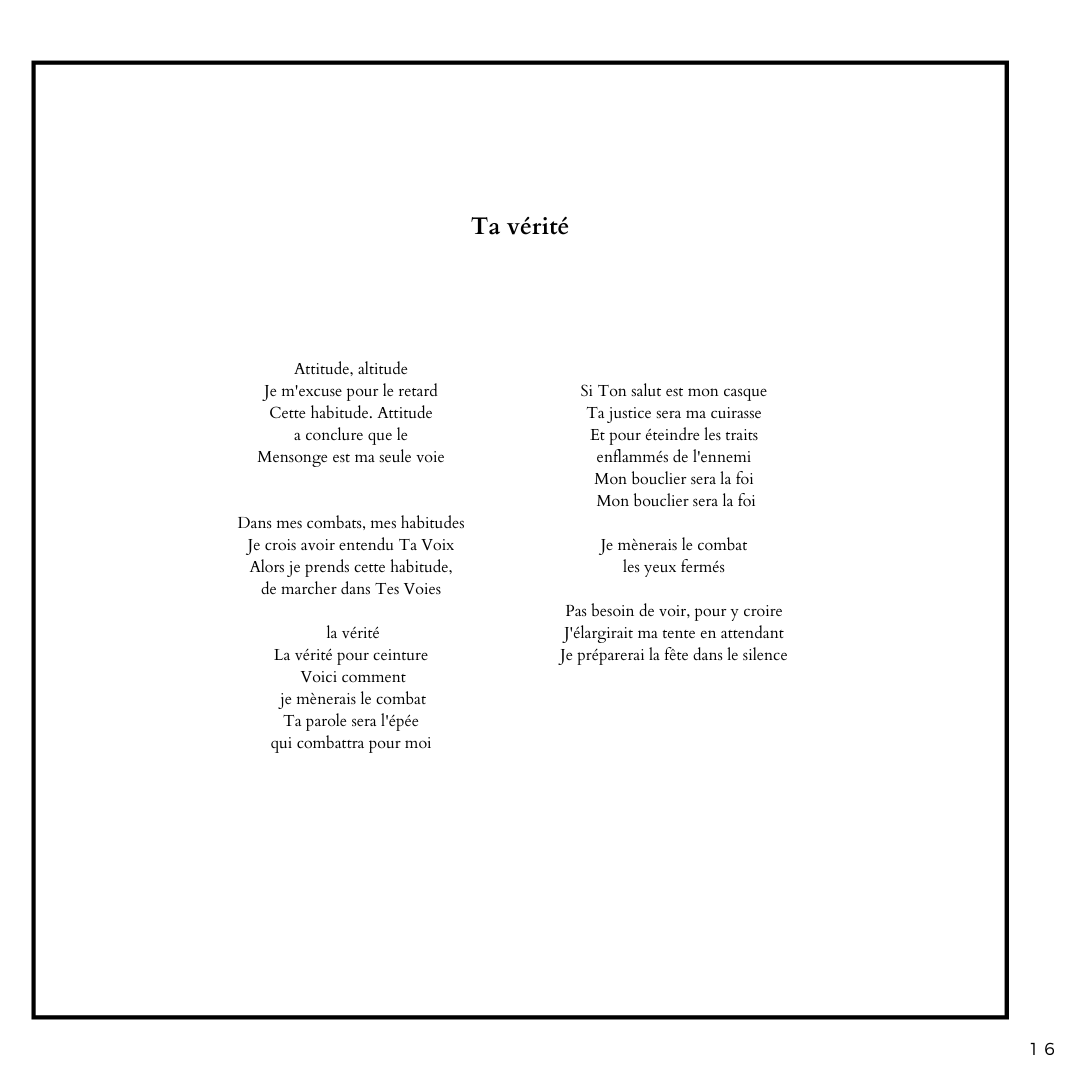 Ta vérité
Attitude, altitude
Je m'excuse pour le retard
Cette habitude. Attitude
a conclure que le
Mensonge est ma seule voie
Dans mes combats, mes habitudes
Je crois avoir entendu Ta Voix
Alors je prends cette habitude,
de marcher dans Tes Voies
la vérité
La vérité pour ceinture
Voici comment
je mènerais le combat
Ta parole sera l'épée
qui combattra pour moi
Si Ton salut est mon casque
Ta justice sera ma cuirasse
Et pour éteindre les traits
enflammés de l'ennemi
Mon bouclier sera la foi
Mon bouclier sera la foi
Je mènerais le combat
les yeux fermés
Pas besoin de voir, pour y croire
J'élargirait ma tente en attendant
Je préparerai la fête dans le silence
16